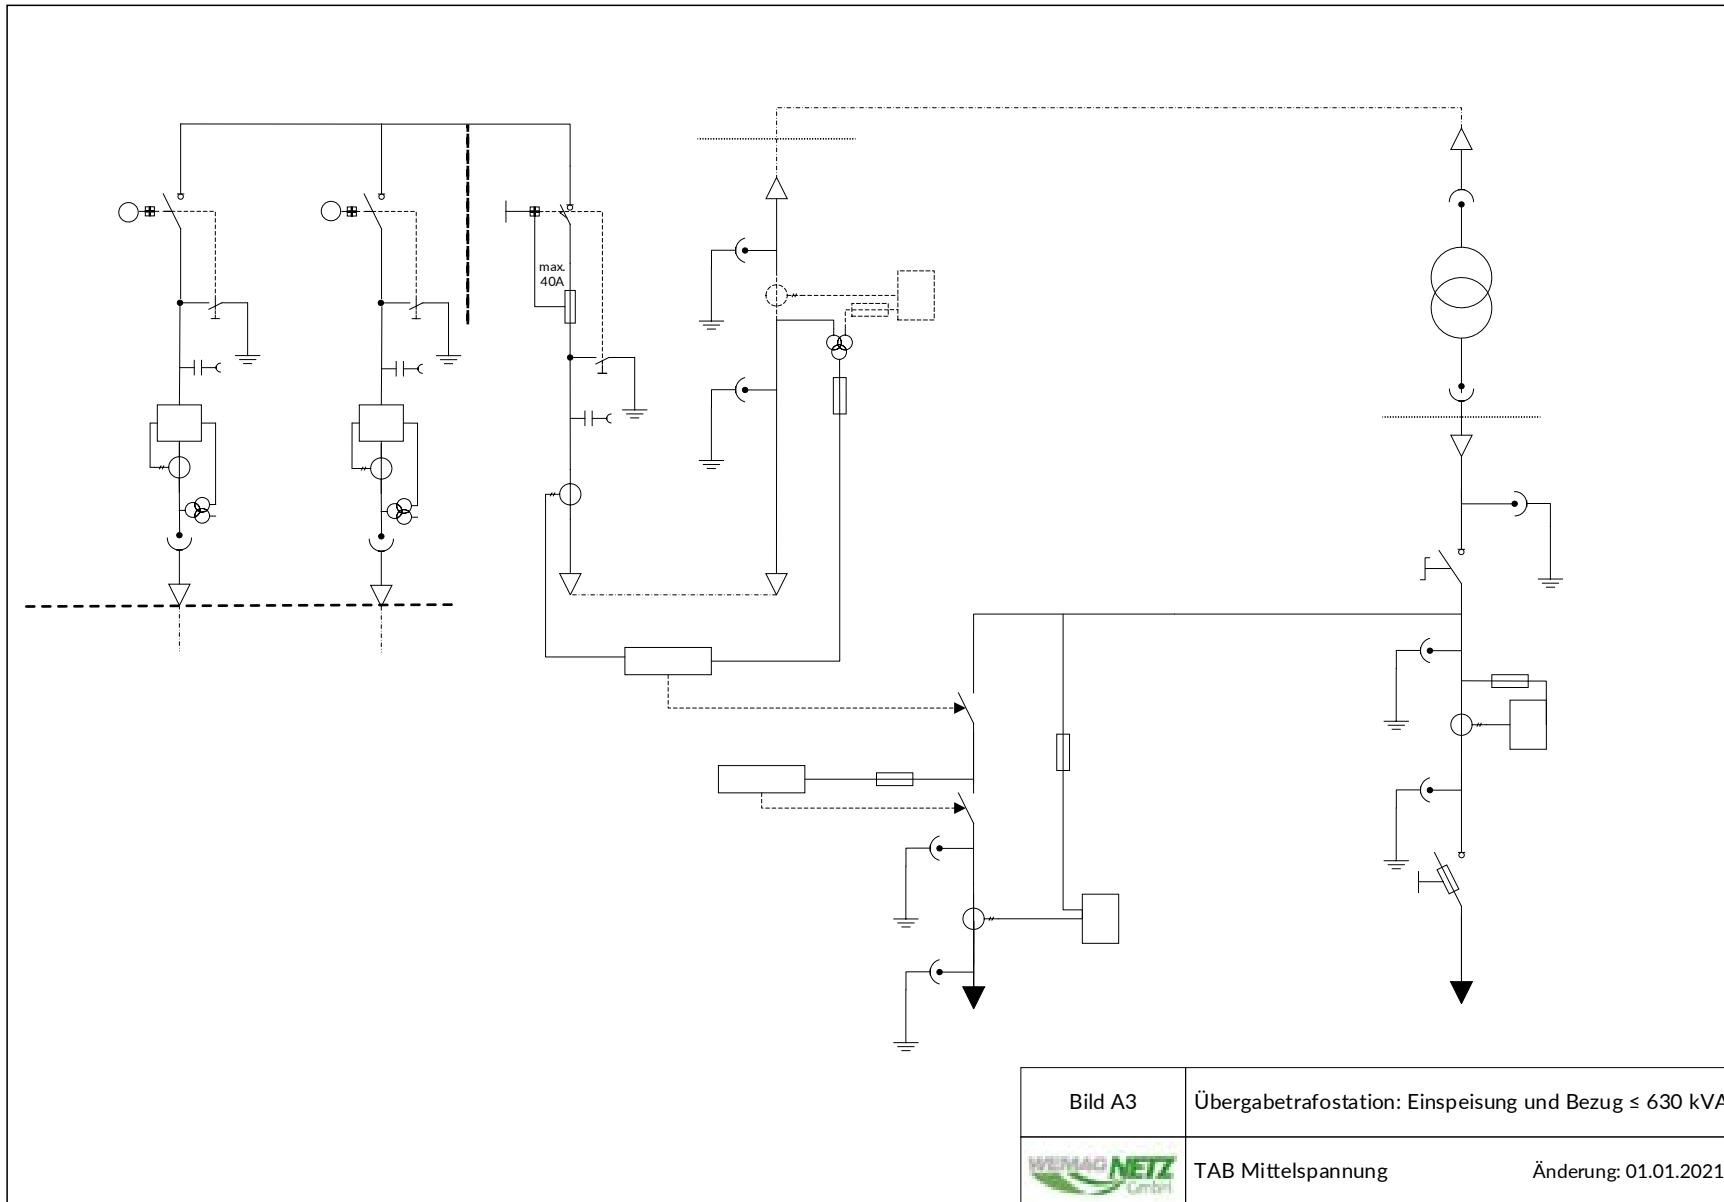 max.
40A
Bild A3
Übergabetrafostation: Einspeisung und Bezug ≤ 630 kVA
WEMAG NETZ
GmbH
TAB Mittelspannung
Änderung: 01.01.2021